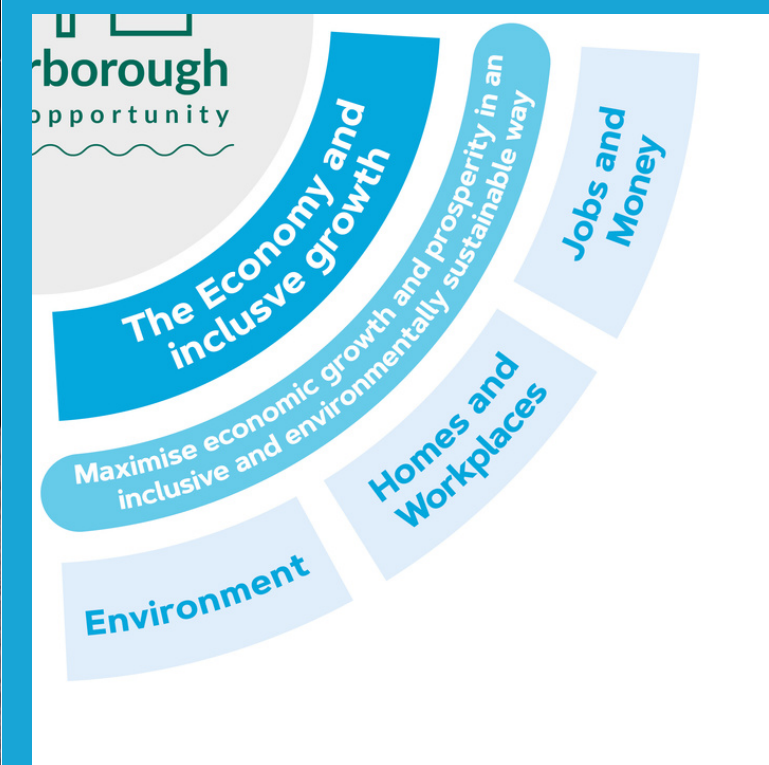 rborough
opportunity
The Economy and
inclusve growth
Maximise economic growth and prosperity in an
inclusive and environmentally sustainable way
Jobs and
Money
Homes and
Workplaces
Environment